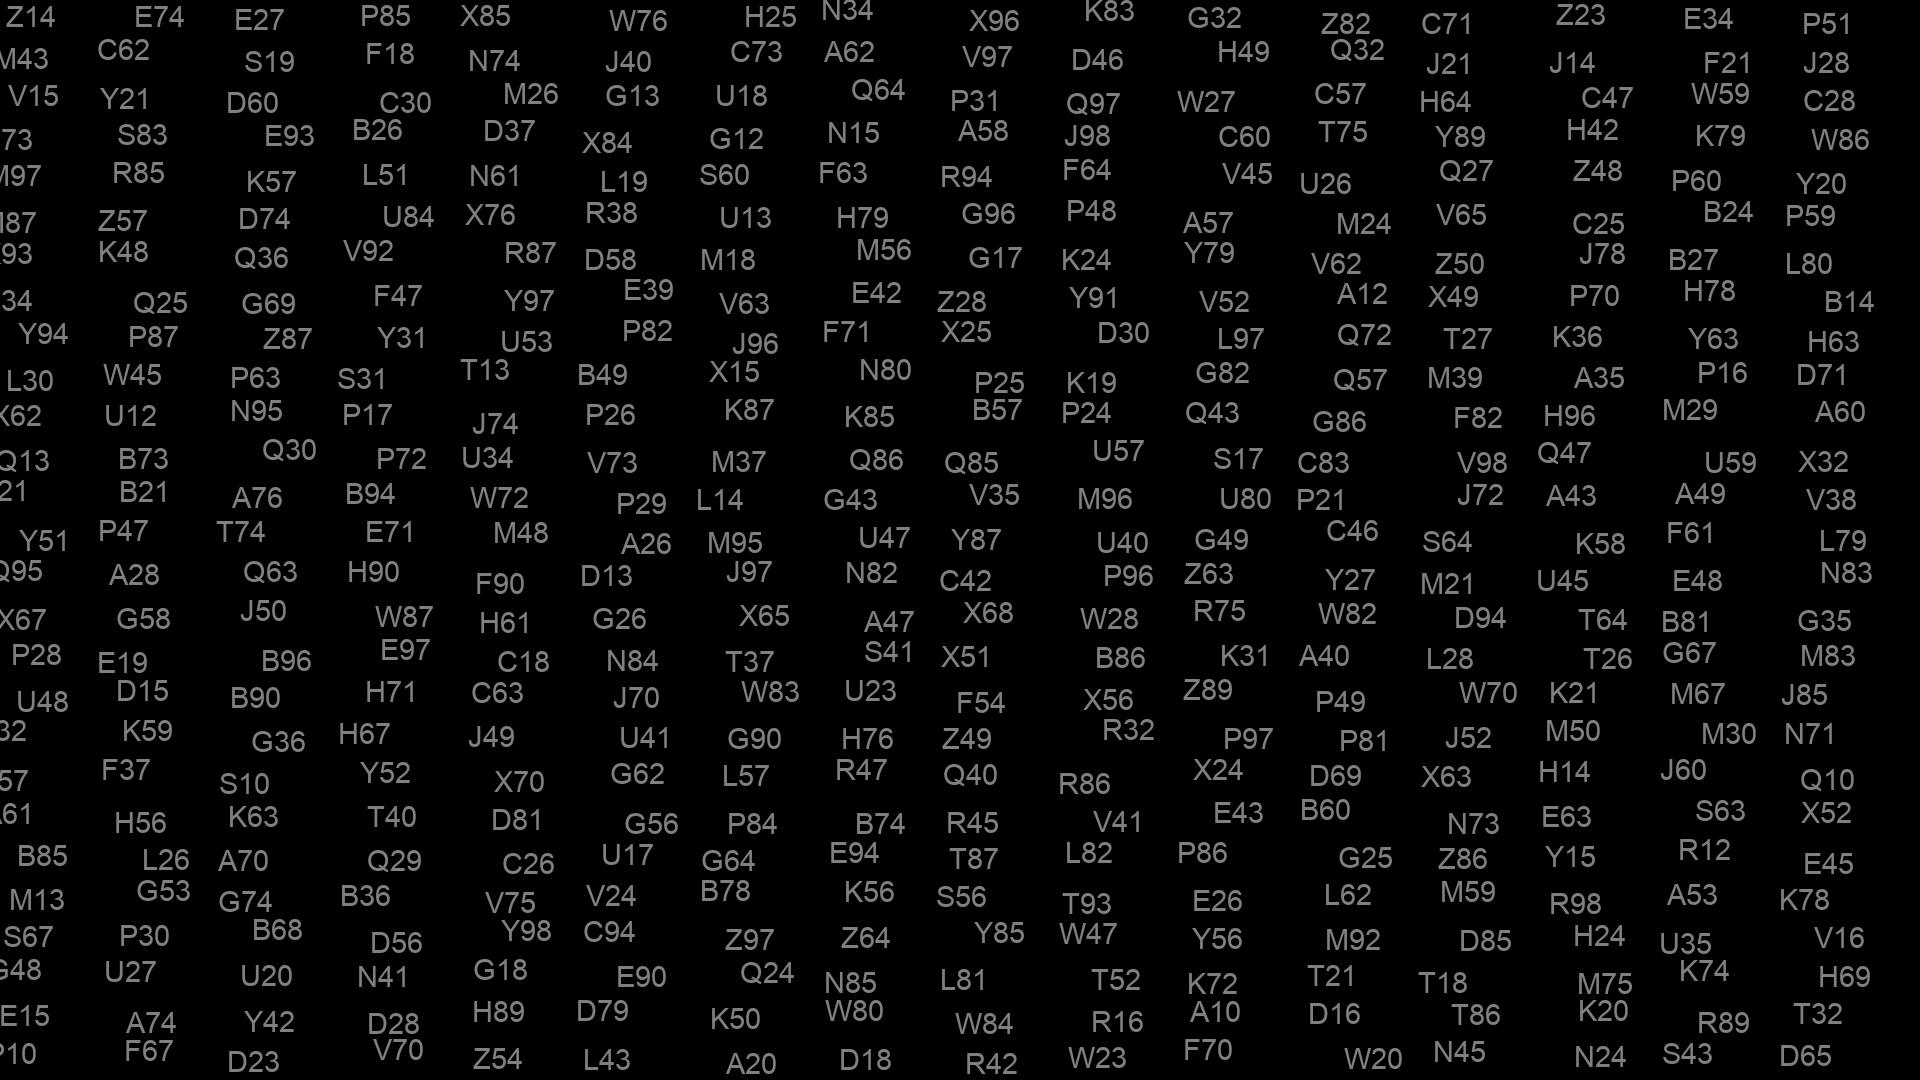 Z14 E74 E27 P85 X85 W76 H25 N34 X96 K83 G32 Z82 C71 Z23 E34 P51
M43 C62 S19 F18 N74 J40 C73 A62 V97 D46 H49 Q32 J21 J14 F21 J28
V15 Y21 D60 C30 M26 G13 U18 Q64 P31 Q97 W27 C57 H64 C47 W59 C28
73 S83 E93 B26 D37 X84 G12 N15 A58 J98 C60 T75 Y89 H42 K79 W86
M97 R85 K57 L51 N61 L19 S60 F63 R94 F64 V45 U26 Q27 Z48 P60 Y20
87 Z57 D74 U84 X76 R38 U13 H79 G96 P48 A57 M24 V65 C25 B24 P59
93 K48 Q36 V92 R87 D58 M18 M56 G17 K24 Y79 V62 Z50 J78 B27 L80
34 Q25 G69 F47 Y97 E39 V63 E42 Z28 Y91 V52 A12 X49 P70 H78 B14
Y94 P87 Z87 Y31 U53 P82 J96 F71 X25 D30 L97 Q72 T27 K36 Y63 H63
L30 W45 P63 S31 T13 B49 X15 N80 P25 K19 G82 Q57 M39 A35 P16 D71
X62 U12 N95 P17 J74 P26 K87 K85 B57 P24 Q43 G86 F82 H96 M29 A60
Q13 B73 Q30 P72 U34 V73 M37 Q86 Q85 U57 S17 C83 V98 Q47 U59 X32
21 B21 A76 B94 W72 P29 L14 G43 V35 M96 U80 P21 J72 A43 A49 V38
Y51 P47 T74 E71 M48 A26 M95 U47 Y87 U40 G49 C46 S64 K58 F61 L79
Q95 A28 Q63 H90 F90 D13 J97 N82 C42 P96 Z63 Y27 M21 U45 E48 N83
X67 G58 J50 W87 H61 G26 X65 A47 X68 W28 R75 W82 D94 T64 B81 G35
P28 E19 B96 E97 C18 N84 T37 S41 X51 B86 K31 A40 L28 T26 G67 M83
U48 D15 B90 H71 C63 J70 W83 U23 F54 X56 Z89 P49 W70 K21 M67 J85
32 K59 G36 H67 J49 U41 G90 H76 Z49 R32 P97 P81 J52 M50 M30 N71
57 F37 S10 Y52 X70 G62 L57 R47 Q40 R86 X24 D69 X63 H14 J60 Q10
61 H56 K63 T40 D81 G56 P84 B74 R45 V41 E43 B60 N73 E63 S63 X52
B85 L26 A70 Q29 C26 U17 G64 E94 T87 L82 P86 G25 Z86 Y15 R12 E45
M13 G53 G74 B36 V75 V24 B78 K56 S56 T93 E26 L62 M59 R98 A53 K78
S67 P30 B68 D56 Y98 C94 Z97 Z64 Y85 W47 Y56 M92 D85 H24 U35 V16
G48 U27 U20 N41 G18 E90 Q24 N85 L81 T52 K72 T21 T18 M75 K74 H69
E15 A74 Y42 D28 H89 D79 K50 W80 W84 R16 A10 D16 T86 K20 R89 T32
P10 F67 D23 V70 Z54 L43 A20 D18 R42 W23 F70 W20 N45 N24 S43 D65